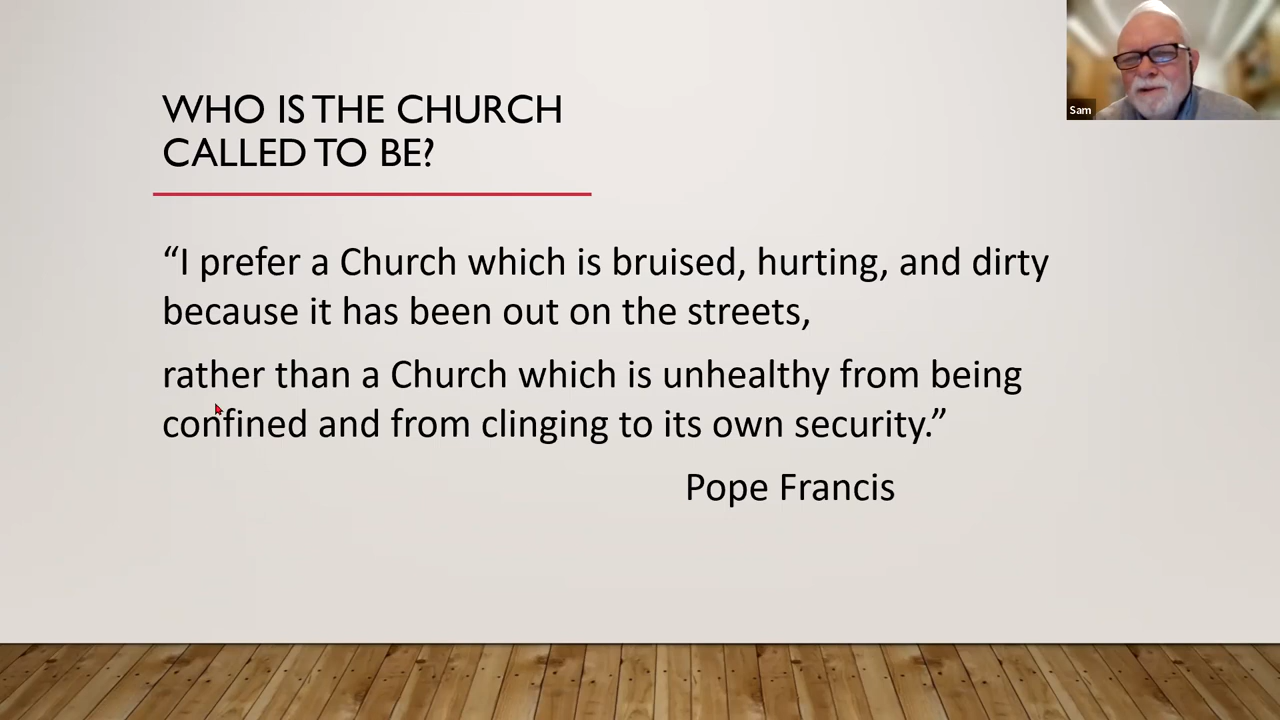 WHO IS THE CHURCH
CALLED TO BE?
“I prefer a Church which is bruised, hurting, and dirty
because it has been out on the streets,
rather than a Church which is unhealthy from being
confined and from clinging to its own security.”
Pope Francis
Sam